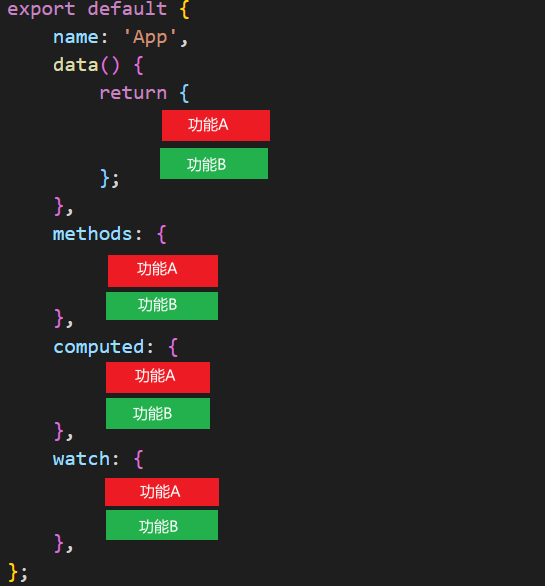 export default {
name: 'App',
data() {
return {
功能A
功能B
};
},
methods: {
功能A
功能B
},
computed: {
功能A
功能B
},
watch: {
功能A
功能B
},
};